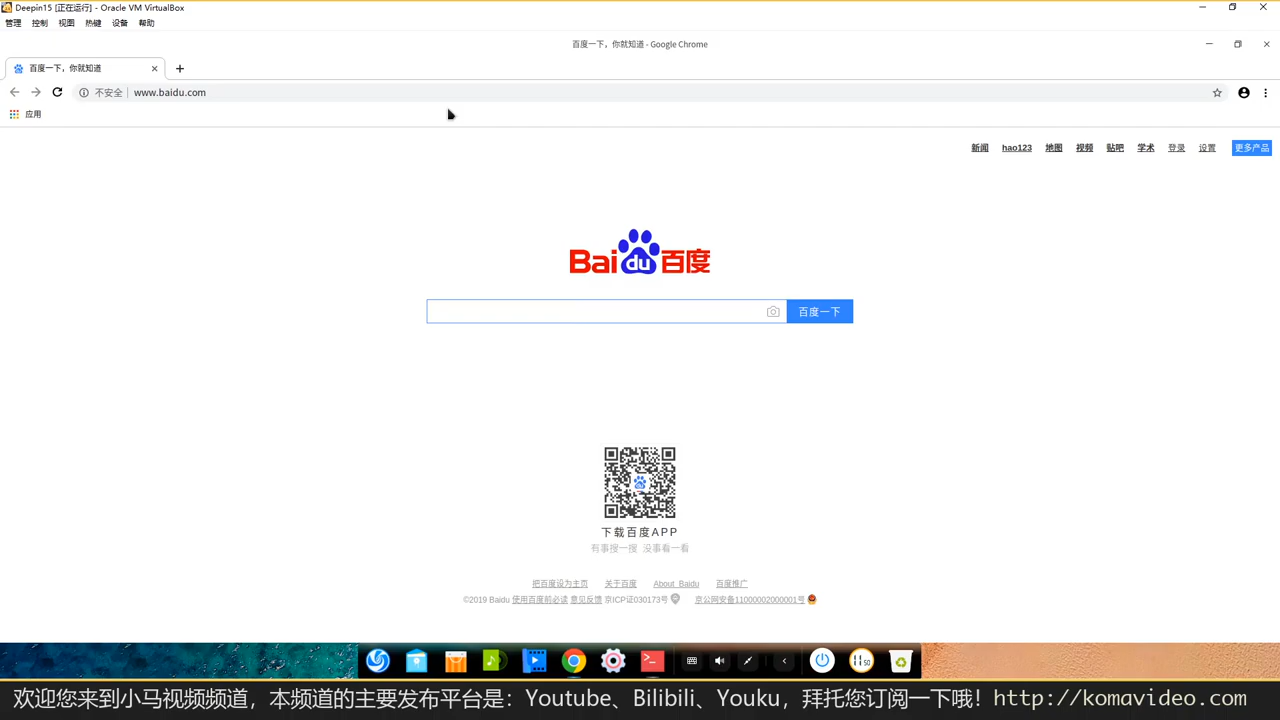 Deepin15 [正在运行] - Oracle VM VirtualBox
管理 控制 视图 热键 设备 帮助
百度一下，你就知道 - Google Chrome
百度一下，你就知道
不安全 www.baidu.com
应用
新闻 hao123 地图 视频 贴吧 学术 登录 设置 更多产品
Bai du 百度
百度一下
下载百度APP
有事搜一搜 没事看一看
把百度设为主页 关于百度 About Baidu 百度推广
©2019 Baidu 使用百度前必读 意见反馈 京ICP证030173号 京公网安备11000002000001号
11 50
欢迎您来到小马视频频道，本频道的主要发布平台是：Youtube、Bilibili、Youku，拜托您订阅一下哦！http://komavideo.com